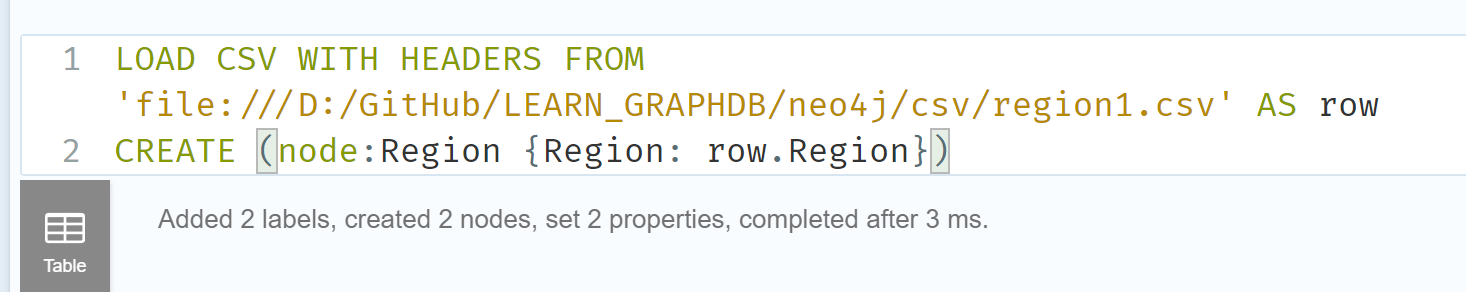 1 LOAD CSV WITH HEADERS FROM
'file:///D:/GitHub/LEARN_GRAPHDB/neo4j/csv/region1.csv' AS row
2 CREATE (node:Region {Region: row.Region})
Added 2 labels, created 2 nodes, set 2 properties, completed after 3 ms.
Table